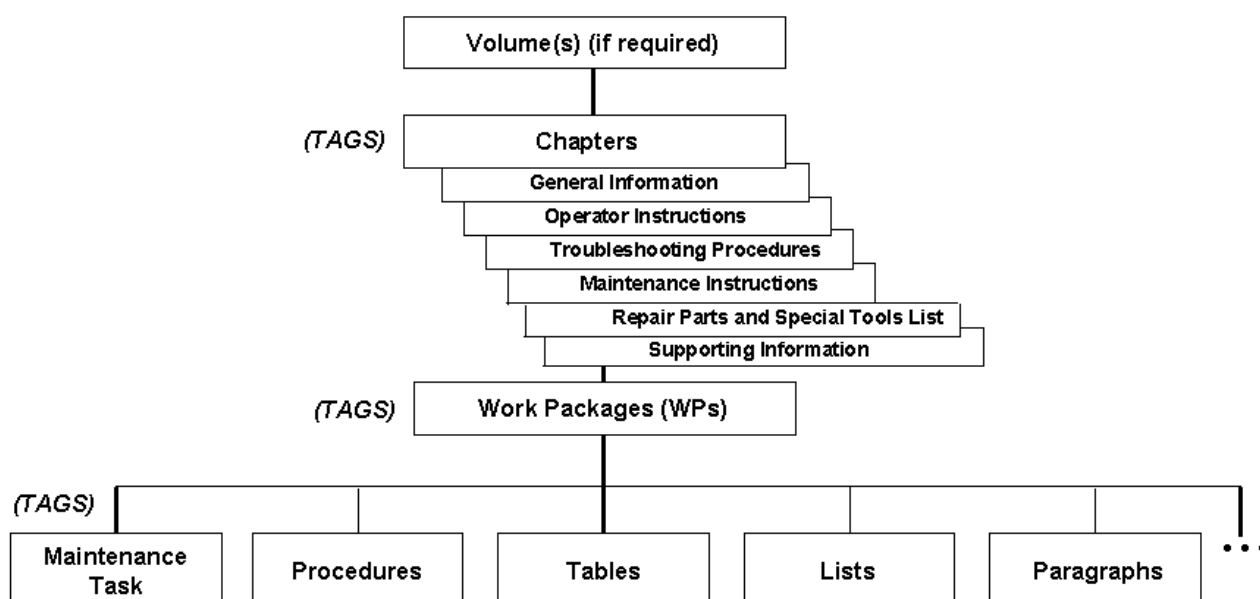 Volume(s) (if required)
(TAGS)
Chapters
General Information
Operator Instructions
Troubleshooting Procedures
Maintenance Instructions
Repair Parts and Special Tools List
Supporting Information
(TAGS)
Work Packages (WPs)
(TAGS)
Maintenance
Task
Procedures
Tables
Lists
Paragraphs
• • •